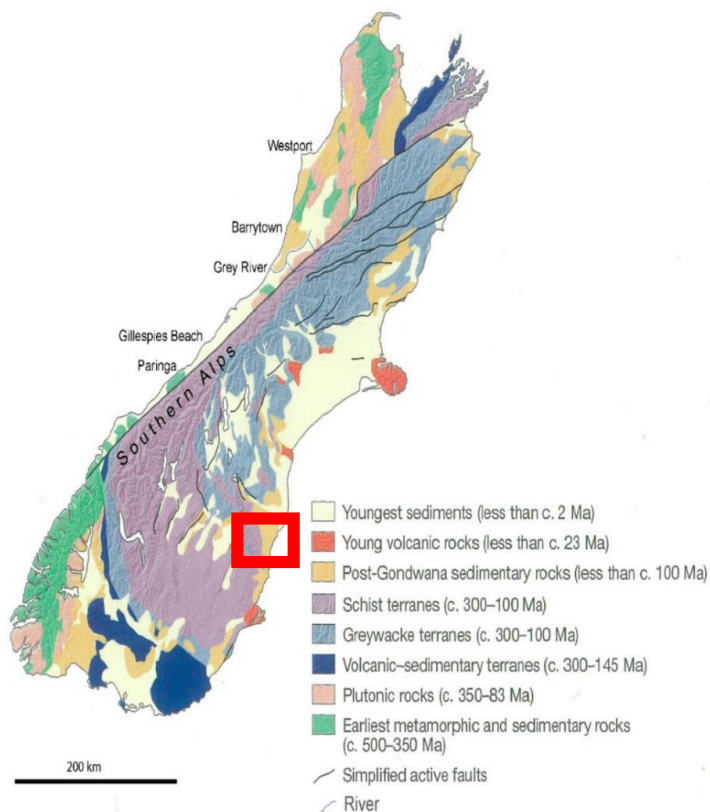 Westport
Barrytown
Grey River
Gillespies Beach
Paringa
Southern Alps
Youngest sediments (less than c. 2 Ma)
Young volcanic rocks (less than c. 23 Ma)
Post-Gondwana sedimentary rocks (less than c. 100 Ma)
Schist terranes (c. 300–100 Ma)
Greywacke terranes (c. 300–100 Ma)
Volcanic–sedimentary terranes (c. 300–145 Ma)
Plutonic rocks (c. 350–83 Ma)
Earliest metamorphic and sedimentary rocks
(c. 500–350 Ma)
Simplified active faults
River
200 km